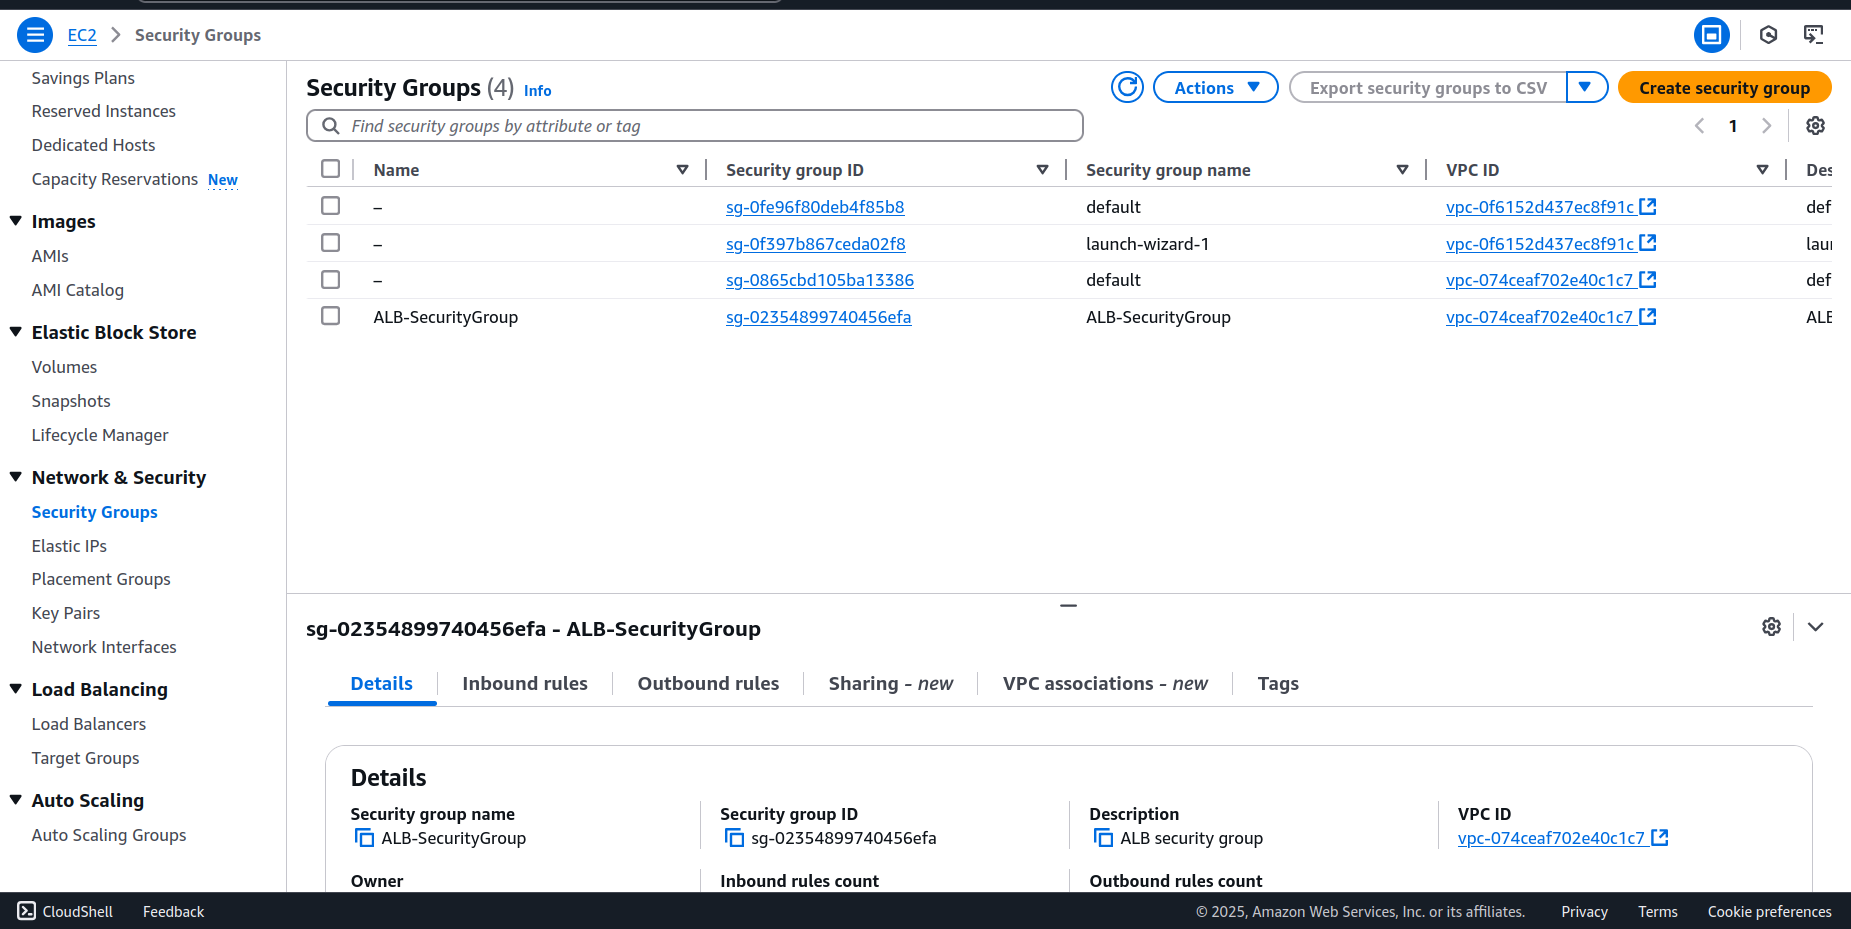 EC2 > Security Groups
Savings Plans
Reserved Instances
Dedicated Hosts
Capacity Reservations New
Images
AMIs
AMI Catalog
Elastic Block Store
Volumes
Snapshots
Lifecycle Manager
Network & Security
Security Groups
Elastic IPs
Placement Groups
Key Pairs
Network Interfaces
Load Balancing
Load Balancers
Target Groups
Auto Scaling
Auto Scaling Groups
Security Groups (4) Info
Actions
Export security groups to CSV
Create security group
Find security groups by attribute or tag
1
Name Security group ID Security group name VPC ID Des
– sg-0fe96f80deb4f85b8 default vpc-0f6152d437ec8f91c def
– sg-0f397b867ceda02f8 launch-wizard-1 vpc-0f6152d437ec8f91c lau
– sg-0865cbd105ba13386 default vpc-074ceaf702e40c1c7 def
ALB-SecurityGroup sg-02354899740456efa ALB-SecurityGroup vpc-074ceaf702e40c1c7 ALB
sg-02354899740456efa - ALB-SecurityGroup
Details Inbound rules Outbound rules Sharing - new VPC associations - new Tags
Details
Security group name Security group ID Description VPC ID
ALB-SecurityGroup sg-02354899740456efa ALB security group vpc-074ceaf702e40c1c7
Owner Inbound rules count Outbound rules count
CloudShell Feedback © 2025, Amazon Web Services, Inc. or its affiliates. Privacy Terms Cookie preferences